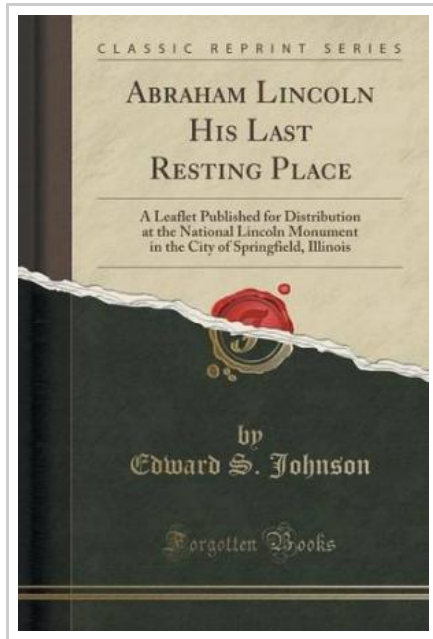 CLASSIC REPRINT SERIES
ABRAHAM LINCOLN
HIS LAST
RESTING PLACE
A Leaflet Published for Distribution
at the National Lincoln Monument
in the City of Springfield, Illinois
by
Edward S. Johnson
Forgotten Books